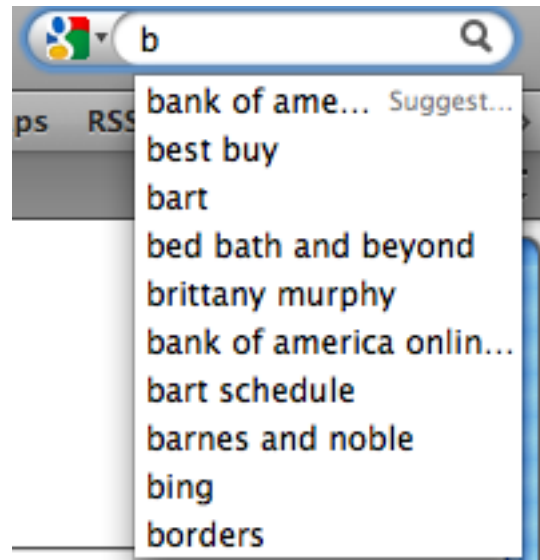 b
bank of ame... Suggest...
ps RSS
best buy
bart
bed bath and beyond
brittany murphy
bank of america onlin...
bart schedule
barnes and noble
bing
borders